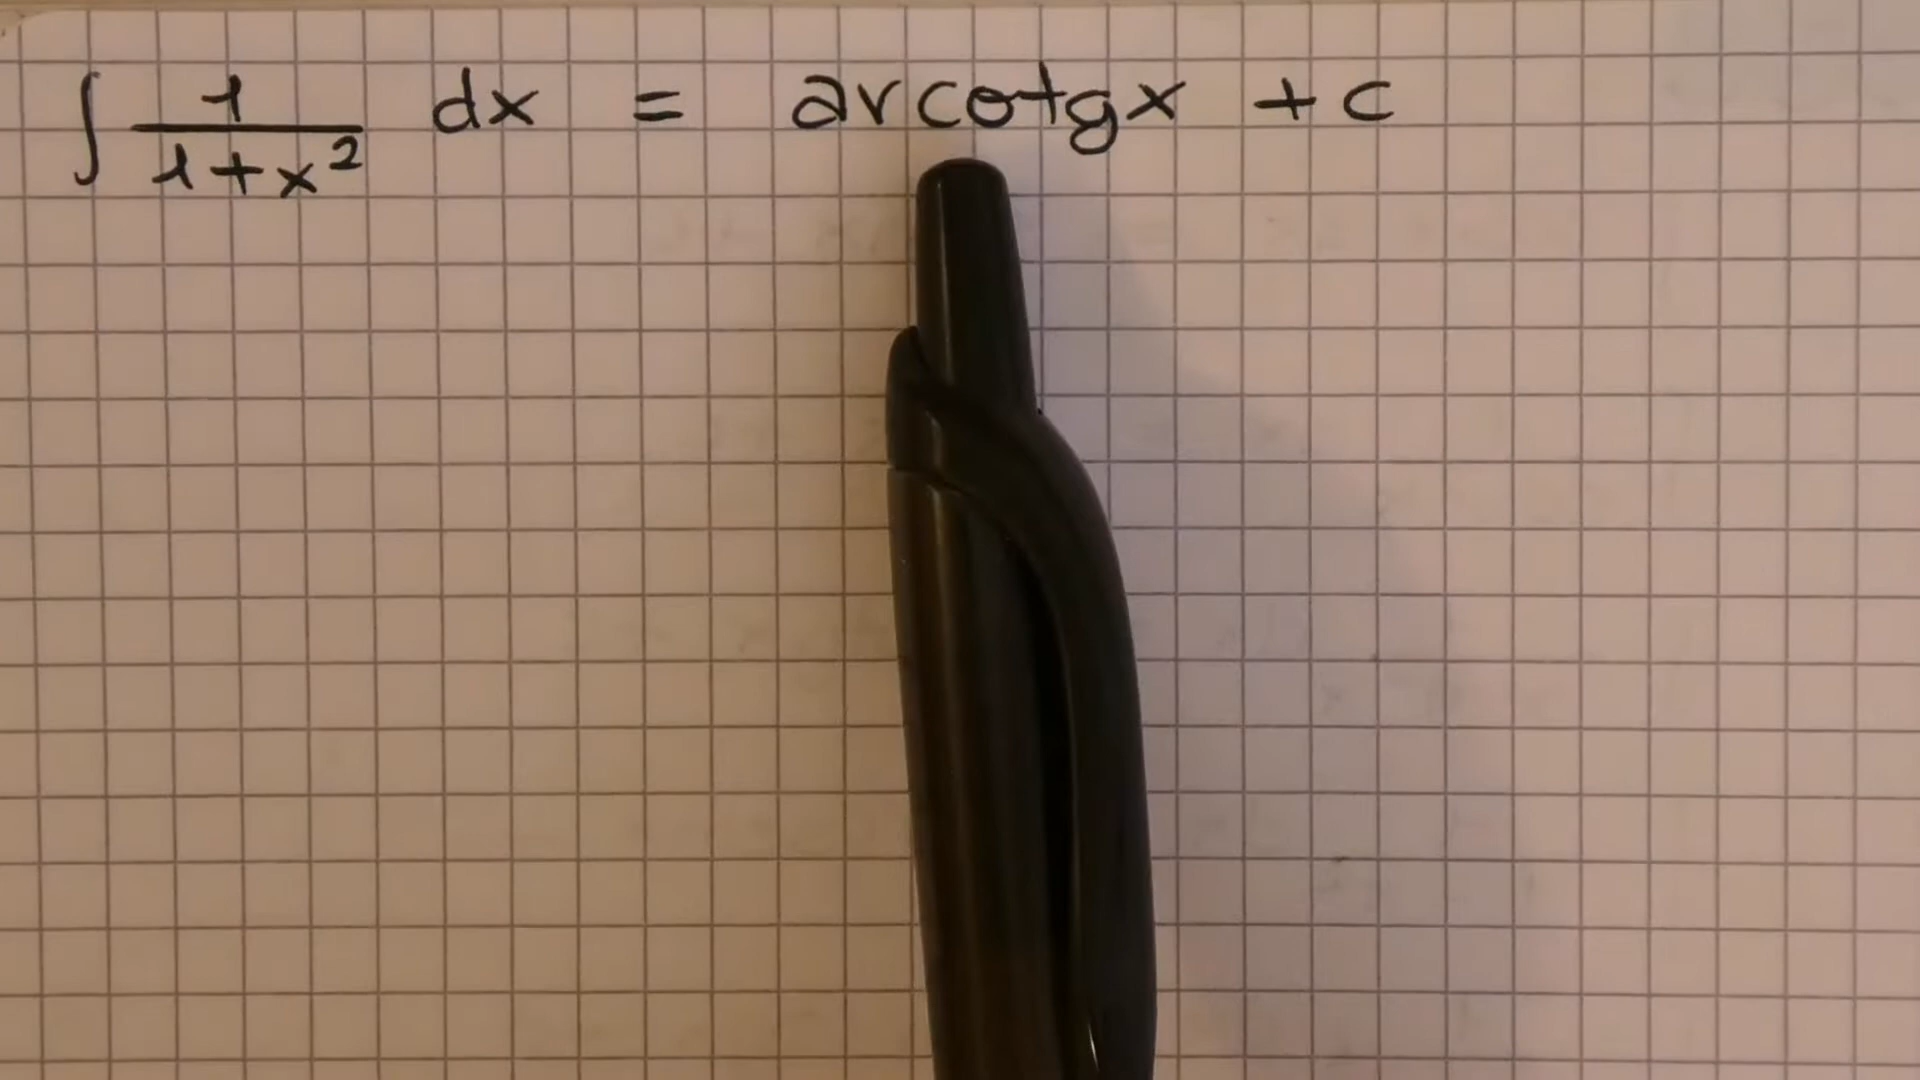 ∫ 1/(1+x²) dx = arcotgx + c